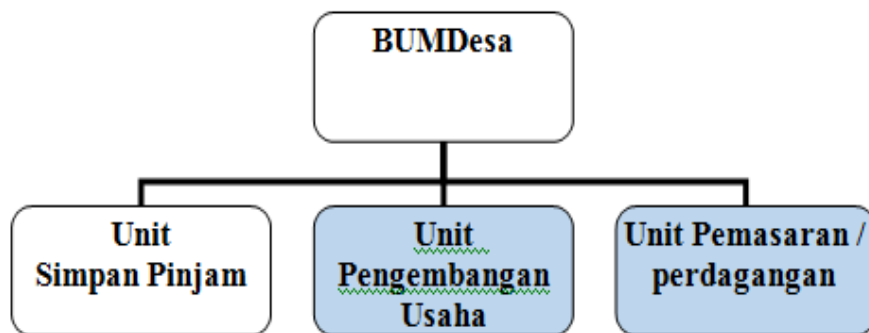 BUMDesa
Unit
Simpan Pinjam
Unit
Pengembangan
Usaha
Unit Pemasaran /
perdagangan